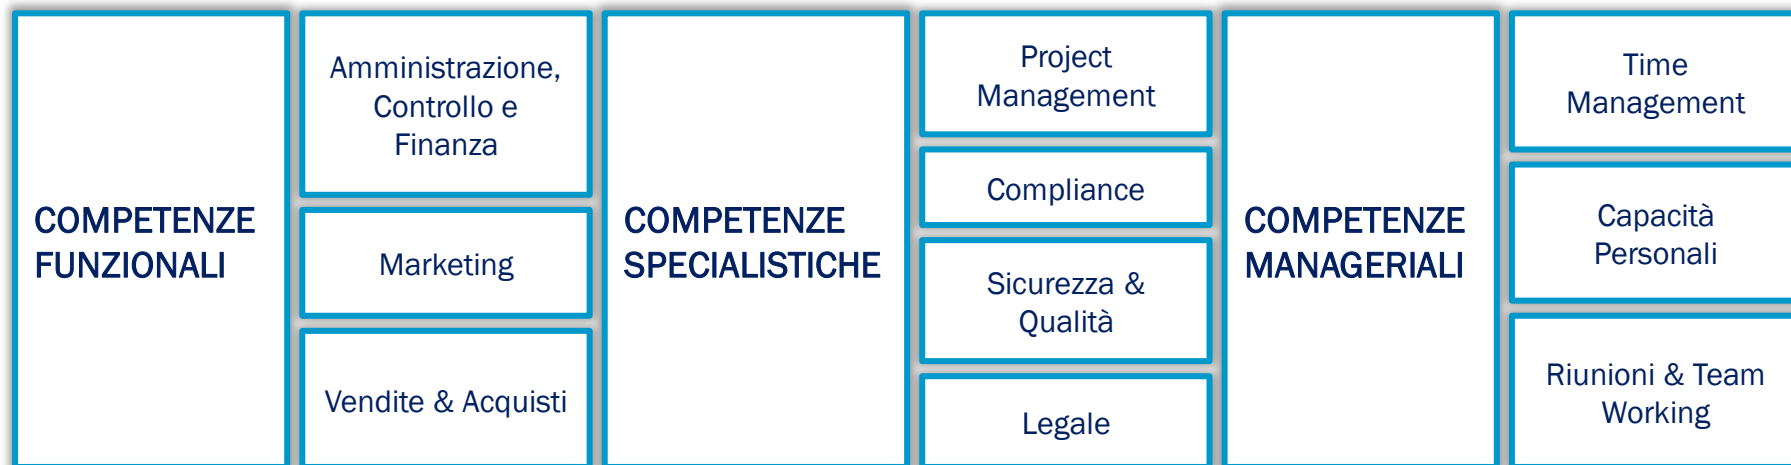 COMPETENZE
FUNZIONALI
Amministrazione,
Controllo e
Finanza
Marketing
Vendite & Acquisti
COMPETENZE
SPECIALISTICHE
Project
Management
Compliance
Sicurezza &
Qualità
Legale
COMPETENZE
MANAGERIALI
Time
Management
Capacità
Personali
Riunioni & Team
Working